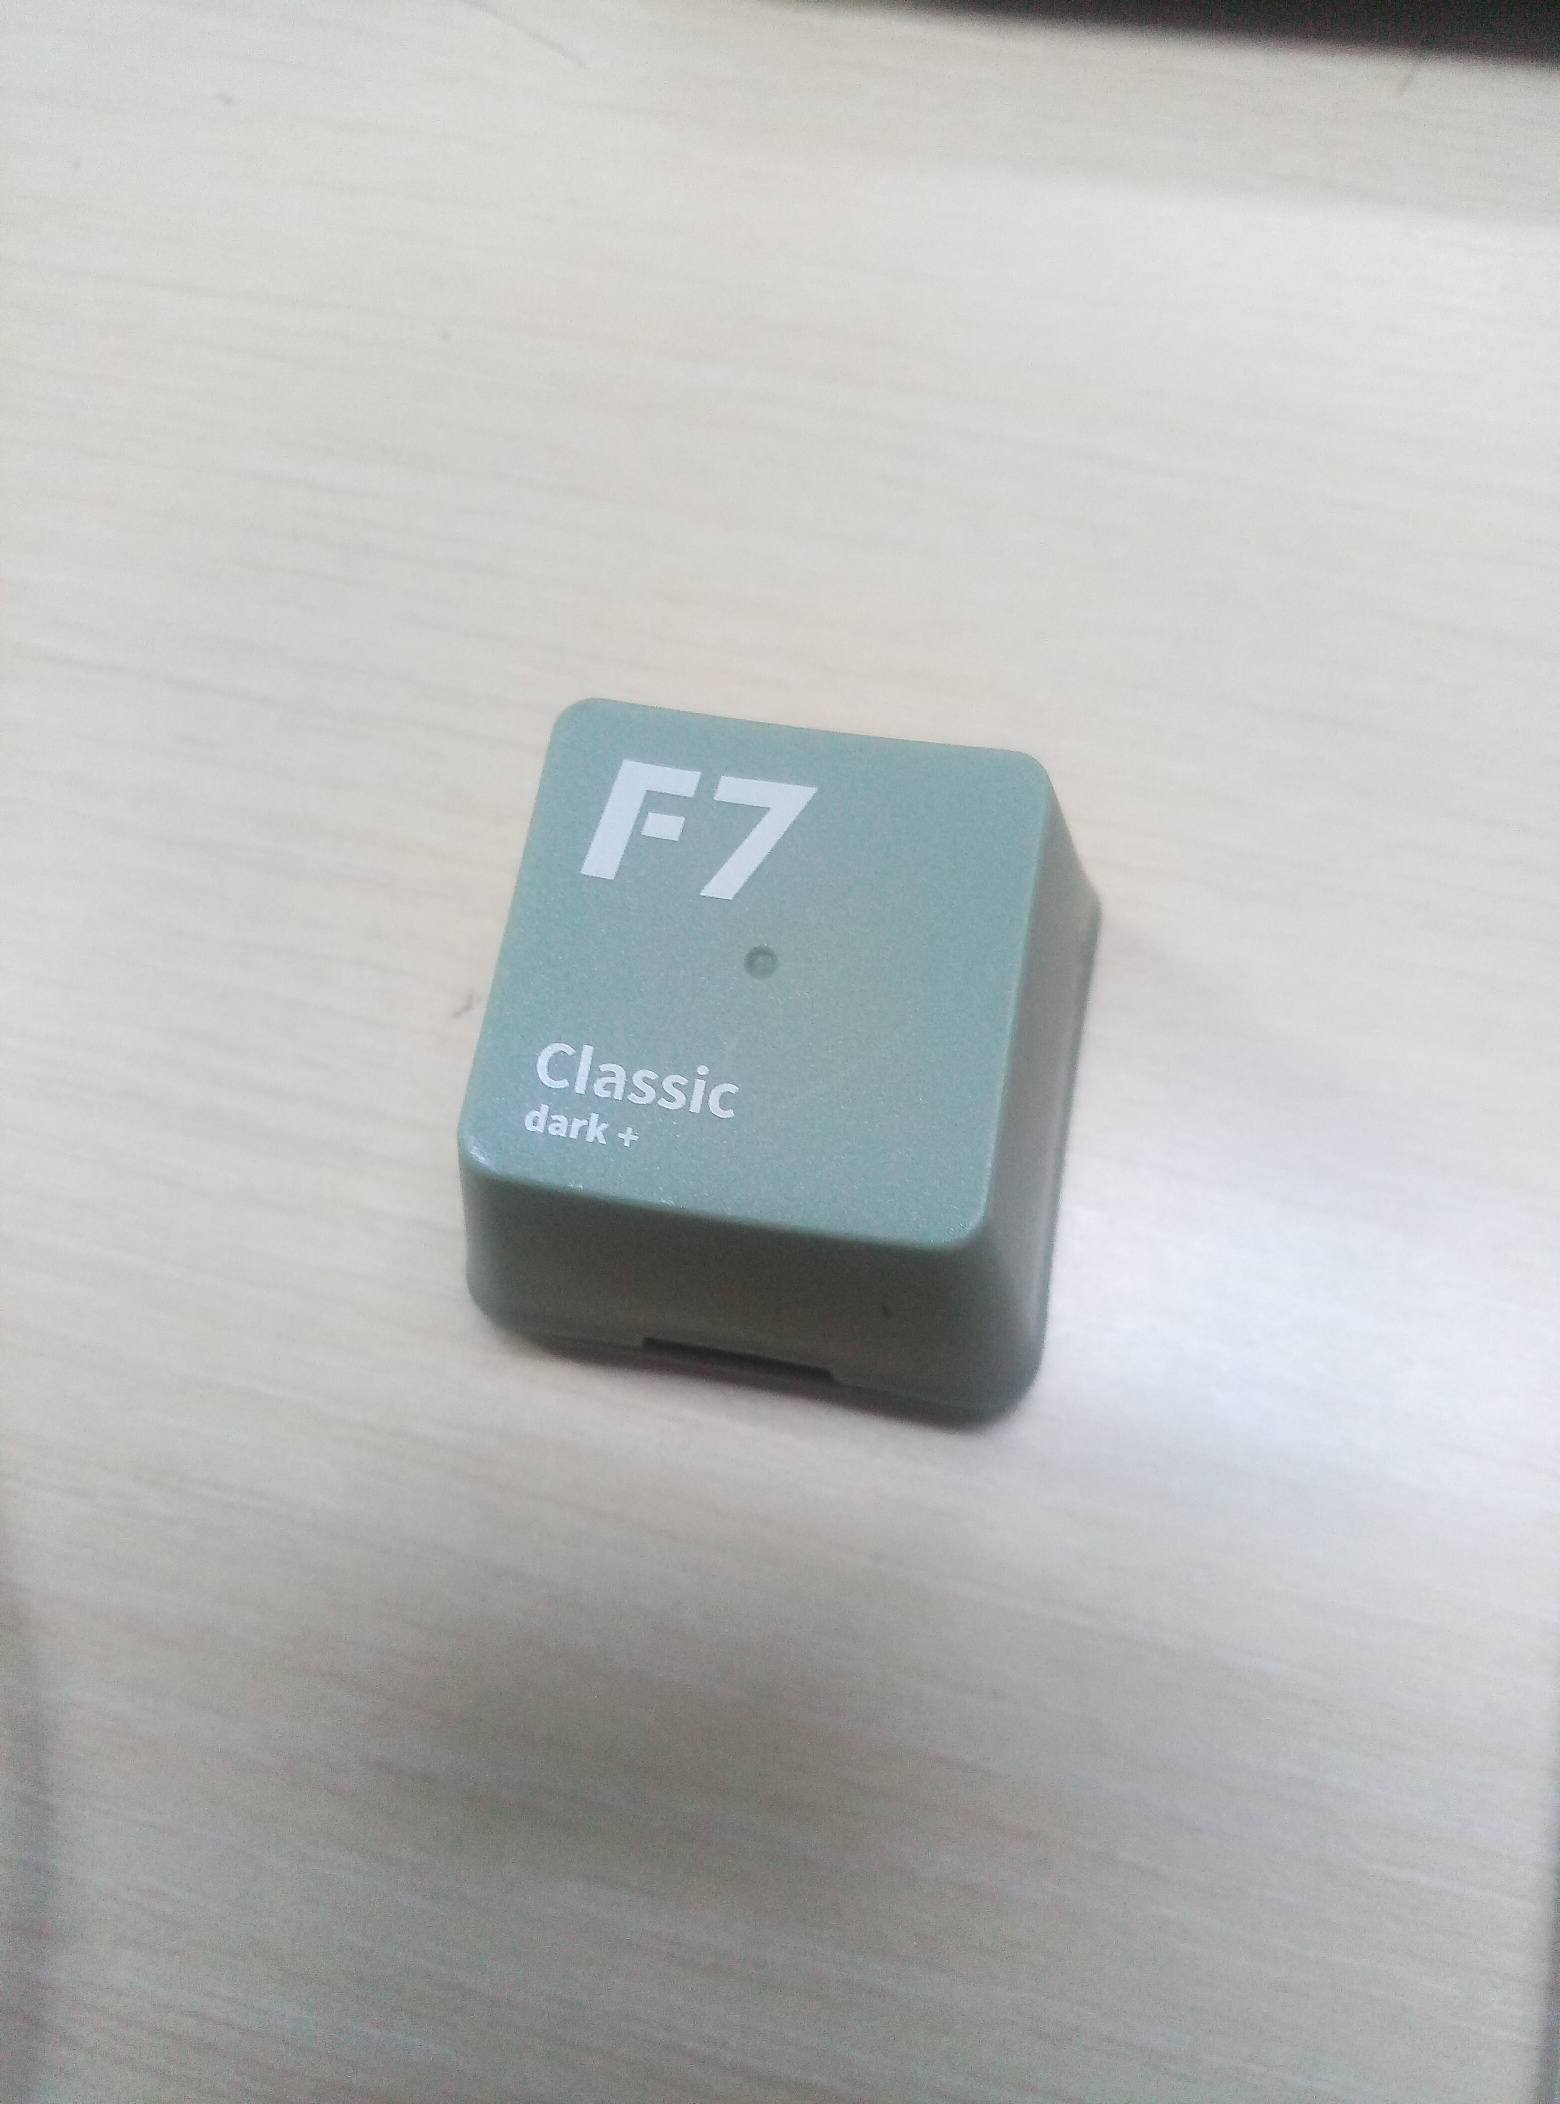 F7
Classic
dark +